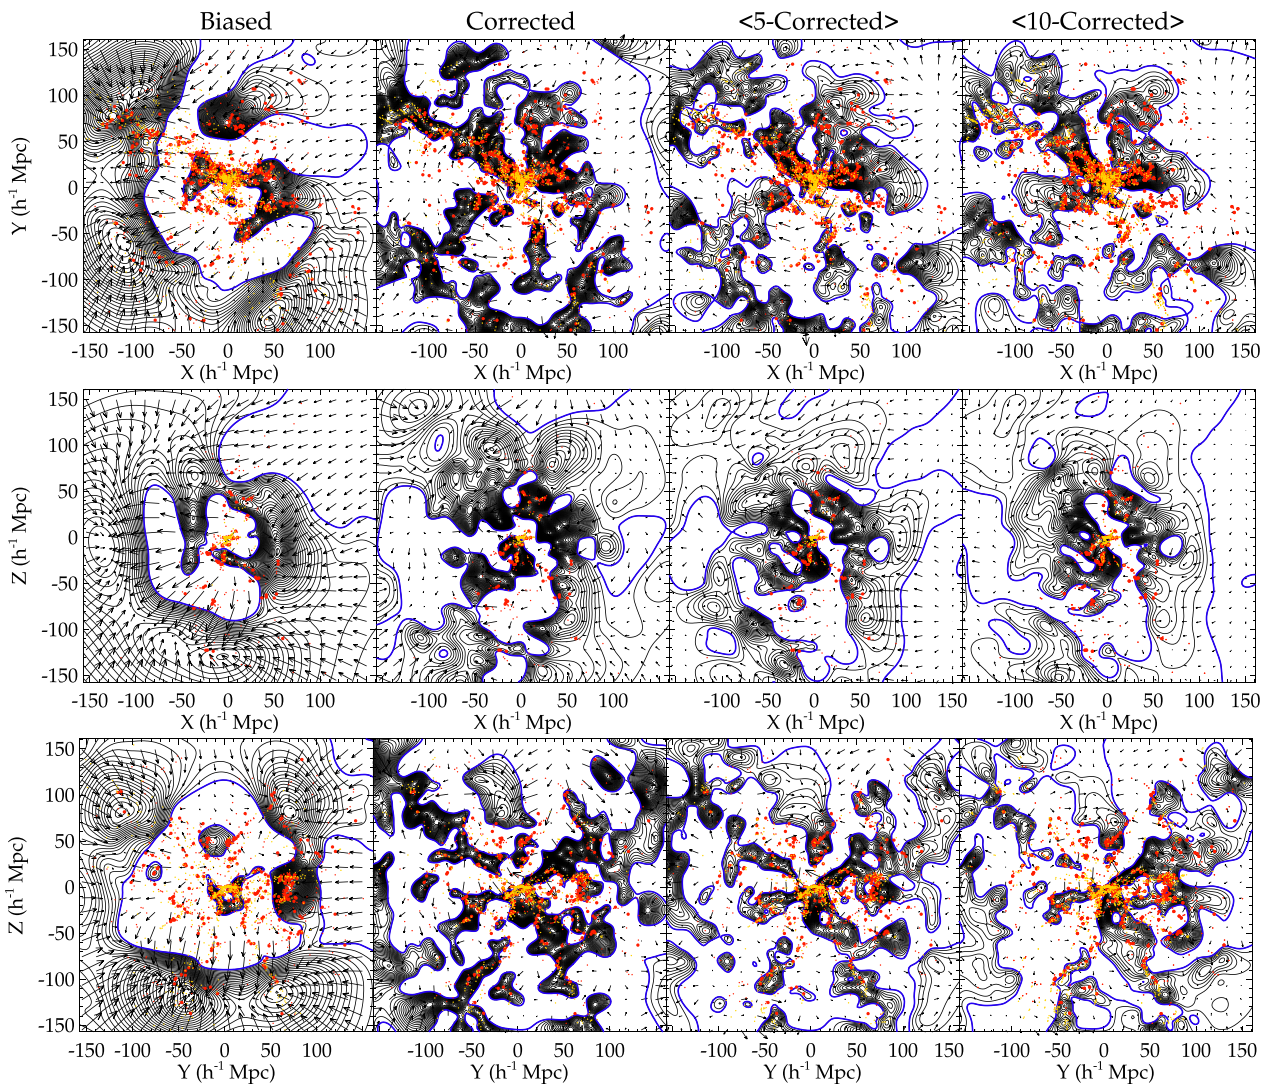 Biased Corrected <5-Corrected> <10-Corrected>
150
100
50
0
-50
-100
-150
Y (h-1 Mpc)
-150 -100 -50 0 50 100 -100 -50 0 50 100 -100 -50 0 50 100 -100 -50 0 50 100 150
X (h-1 Mpc) X (h-1 Mpc) X (h-1 Mpc) X (h-1 Mpc)
150
100
50
0
-50
-100
-150
Z (h-1 Mpc)
-150 -100 -50 0 50 100 -100 -50 0 50 100 -100 -50 0 50 100 -100 -50 0 50 100 150
X (h-1 Mpc) X (h-1 Mpc) X (h-1 Mpc) X (h-1 Mpc)
150
100
50
0
-50
-100
-150
Z (h-1 Mpc)
-150 -100 -50 0 50 100 -100 -50 0 50 100 -100 -50 0 50 100 -100 -50 0 50 100 150
Y (h-1 Mpc) Y (h-1 Mpc) Y (h-1 Mpc) Y (h-1 Mpc)